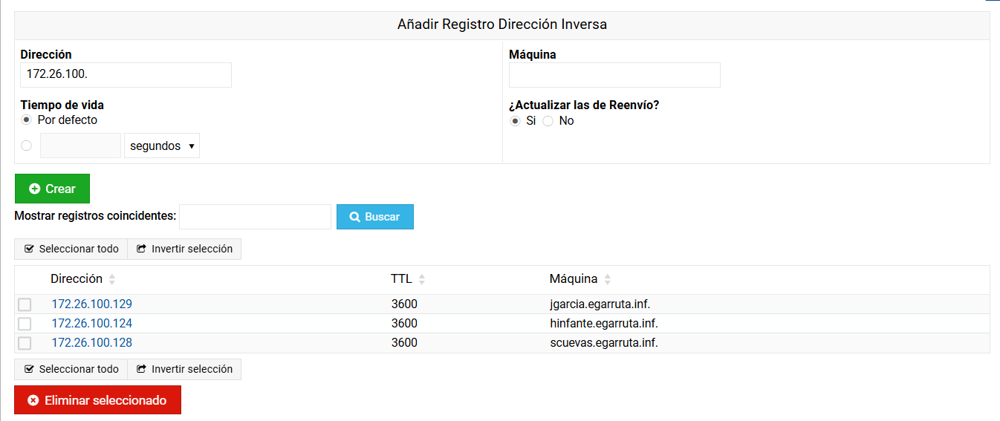 Añadir Registro Dirección Inversa
Dirección
Máquina
172.26.100.
Tiempo de vida
¿Actualizar las de Reenvío?
Por defecto
Si No
segundos
Crear
Mostrar registros coincidentes: Buscar
Seleccionar todo Invertir selección
Dirección TTL Máquina
172.26.100.129 3600 jgarcia.egarruta.inf.
172.26.100.124 3600 hinfante.egarruta.inf.
172.26.100.128 3600 scuevas.egarruta.inf.
Seleccionar todo Invertir selección
Eliminar seleccionado